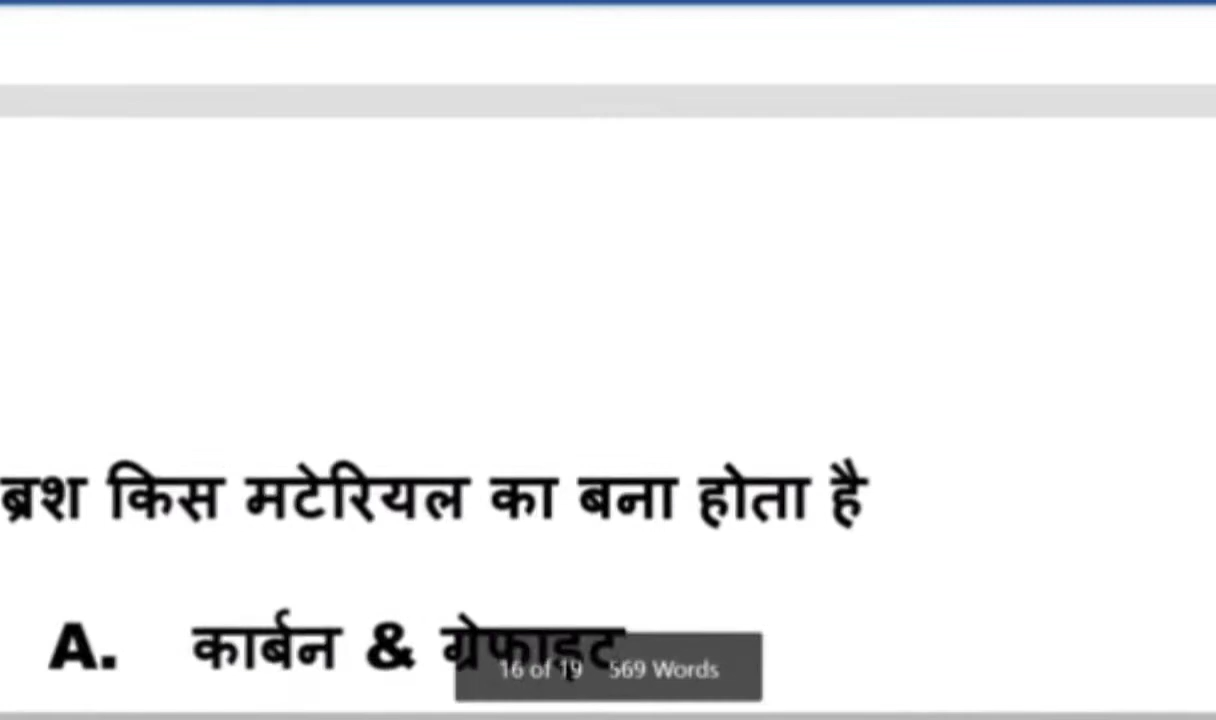 ब्रश किस मटेरियल का बना होता है
A. कार्बन & ग्रेफाइट
16 of 19 569 Words